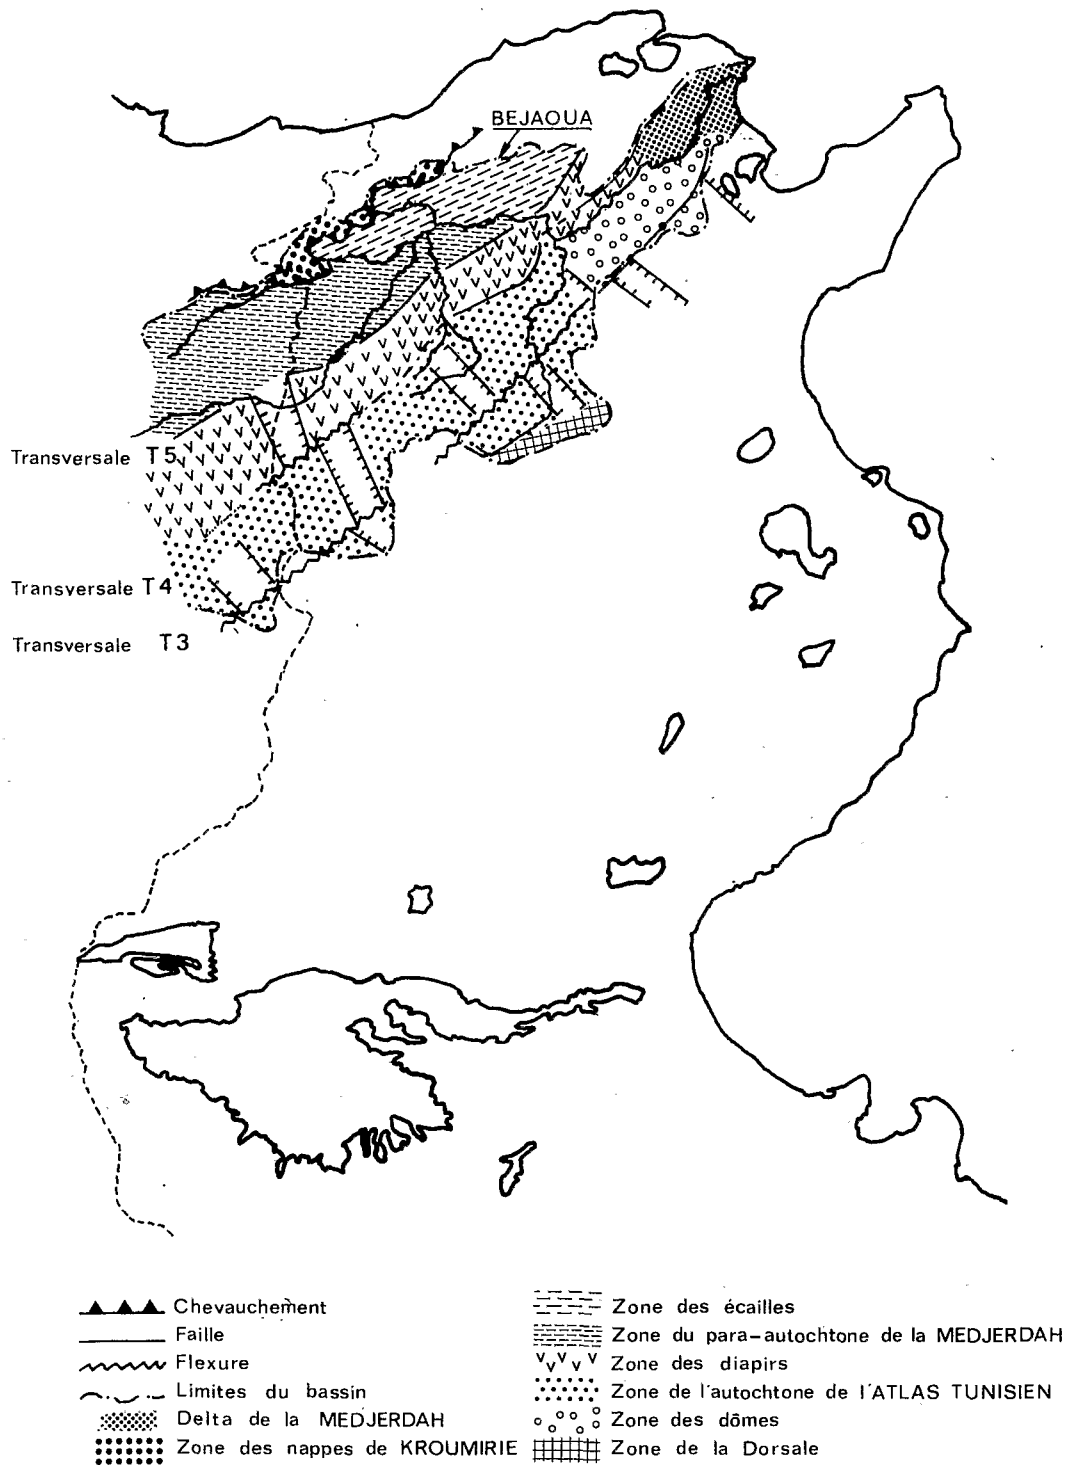 BEJAOUA
Transversale T5
Transversale T4
Transversale T3
Chevauchement
Faille
Flexure
Limites du bassin
Delta de la MEDJERDAH
Zone des nappes de KROUMIRIE
Zone des écailles
Zone du para-autochtone de la MEDJERDAH
Zone des diapirs
Zone de l'autochtone de l'ATLAS TUNISIEN
Zone des dômes
Zone de la Dorsale